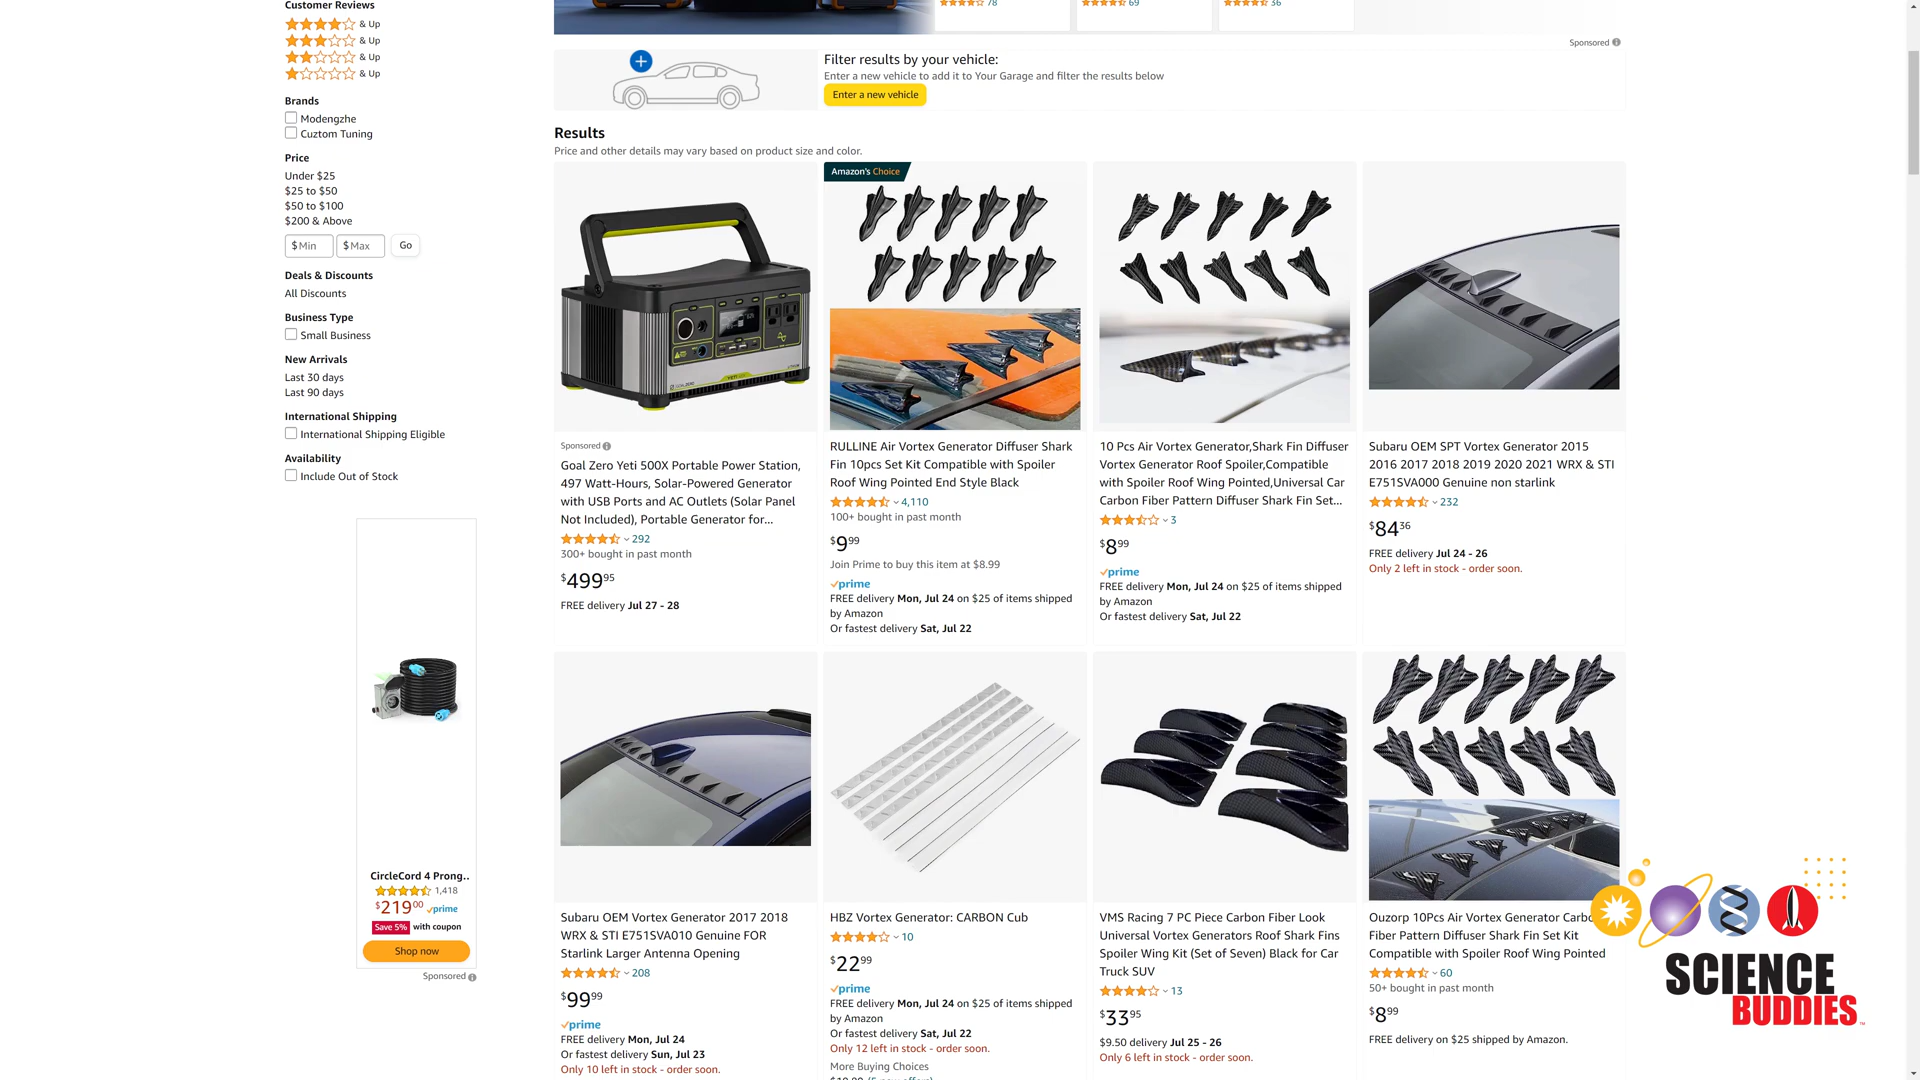 Customer Reviews
& Up
& Up
& Up
& Up
Brands
Modengzhe
Cuztom Tuning
Price
Under $25
$25 to $50
$50 to $100
$200 & Above
$ Min $ Max Go
Deals & Discounts
All Discounts
Business Type
Small Business
New Arrivals
Last 30 days
Last 90 days
International Shipping
International Shipping Eligible
Availability
Include Out of Stock
CircleCord 4 Prong..
1,418
$219.00 prime
Save 5% with coupon
Shop now
Sponsored
78
69
36
Sponsored
Filter results by your vehicle:
Enter a new vehicle to add it to Your Garage and filter the results below
Enter a new vehicle
Results
Price and other details may vary based on product size and color.
Sponsored
Goal Zero Yeti 500X Portable Power Station,
497 Watt-Hours, Solar-Powered Generator
with USB Ports and AC Outlets (Solar Panel
Not Included), Portable Generator for...
292
300+ bought in past month
$499.95
FREE delivery Jul 27 - 28
Amazon's Choice
RULLINE Air Vortex Generator Diffuser Shark
Fin 10pcs Set Kit Compatible with Spoiler
Roof Wing Pointed End Style Black
4,110
100+ bought in past month
$9.99
Join Prime to buy this item at $8.99
prime
FREE delivery Mon, Jul 24 on $25 of items shipped
by Amazon
Or fastest delivery Sat, Jul 22
10 Pcs Air Vortex Generator,Shark Fin Diffuser
Vortex Generator Roof Spoiler,Compatible
with Spoiler Roof Wing Pointed,Universal Car
Carbon Fiber Pattern Diffuser Shark Fin Set...
3
$8.99
prime
FREE delivery Mon, Jul 24 on $25 of items shipped
by Amazon
Or fastest delivery Sat, Jul 22
Subaru OEM SPT Vortex Generator 2015
2016 2017 2018 2019 2020 2021 WRX & STI
E751SVA000 Genuine non starlink
232
$84.36
FREE delivery Jul 24 - 26
Only 2 left in stock - order soon.
Subaru OEM Vortex Generator 2017 2018
WRX & STI E751SVA010 Genuine FOR
Starlink Larger Antenna Opening
208
$99.99
prime
FREE delivery Mon, Jul 24
Or fastest delivery Sun, Jul 23
Only 10 left in stock - order soon.
HBZ Vortex Generator: CARBON Cub
10
$22.99
prime
FREE delivery Mon, Jul 24 on $25 of items shipped
by Amazon
Or fastest delivery Sat, Jul 22
Only 12 left in stock - order soon.
More Buying Choices
VMS Racing 7 PC Piece Carbon Fiber Look
Universal Vortex Generators Roof Shark Fins
Spoiler Wing Kit (Set of Seven) Black for Car
Truck SUV
13
$33.95
$9.50 delivery Jul 25 - 26
Only 6 left in stock - order soon.
Ouzorp 10Pcs Air Vortex Generator Carbo
Fiber Pattern Diffuser Shark Fin Set Kit
Compatible with Spoiler Roof Wing Pointed
60
50+ bought in past month
$8.99
FREE delivery on $25 shipped by Amazon.
SCIENCE
BUDDIES